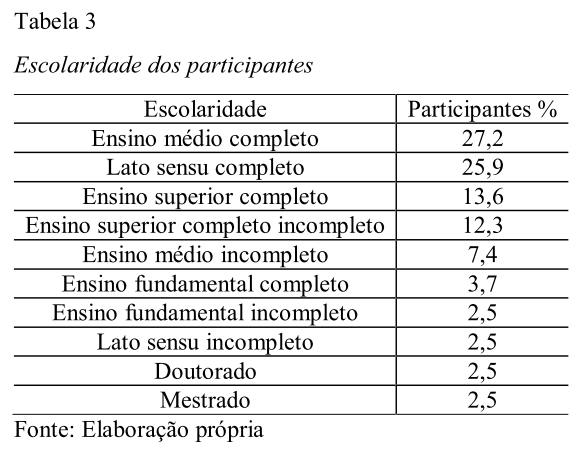 Tabela 3
Escolaridade dos participantes
Escolaridade Participantes %
Ensino médio completo 27,2
Lato sensu completo 25,9
Ensino superior completo 13,6
Ensino superior completo incompleto 12,3
Ensino médio incompleto 7,4
Ensino fundamental completo 3,7
Ensino fundamental incompleto 2,5
Lato sensu incompleto 2,5
Doutorado 2,5
Mestrado 2,5
Fonte: Elaboração própria